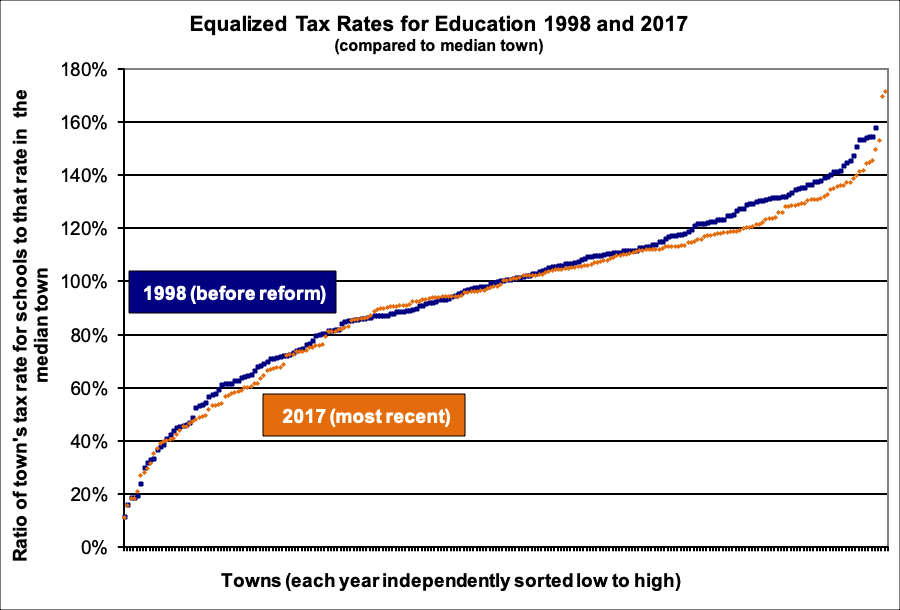 Equalized Tax Rates for Education 1998 and 2017
(compared to median town)
Ratio of town's tax rate for schools to that rate in the
median town
180%
160%
140%
120%
100%
80%
60%
40%
20%
0%
1998 (before reform)
2017 (most recent)
Towns (each year independently sorted low to high)